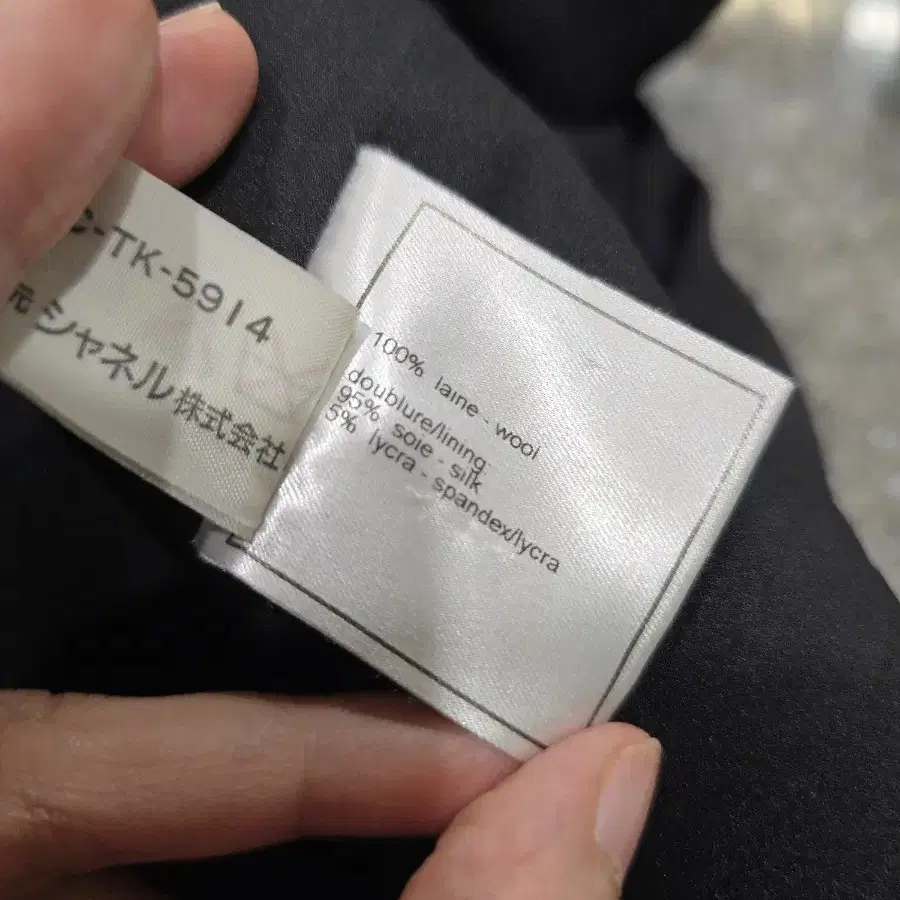 C-TK-5914
元 シャネル株式会社
100% laine - wool
doublure/lining
95% soie - silk
5% lycra - spandex/lycra